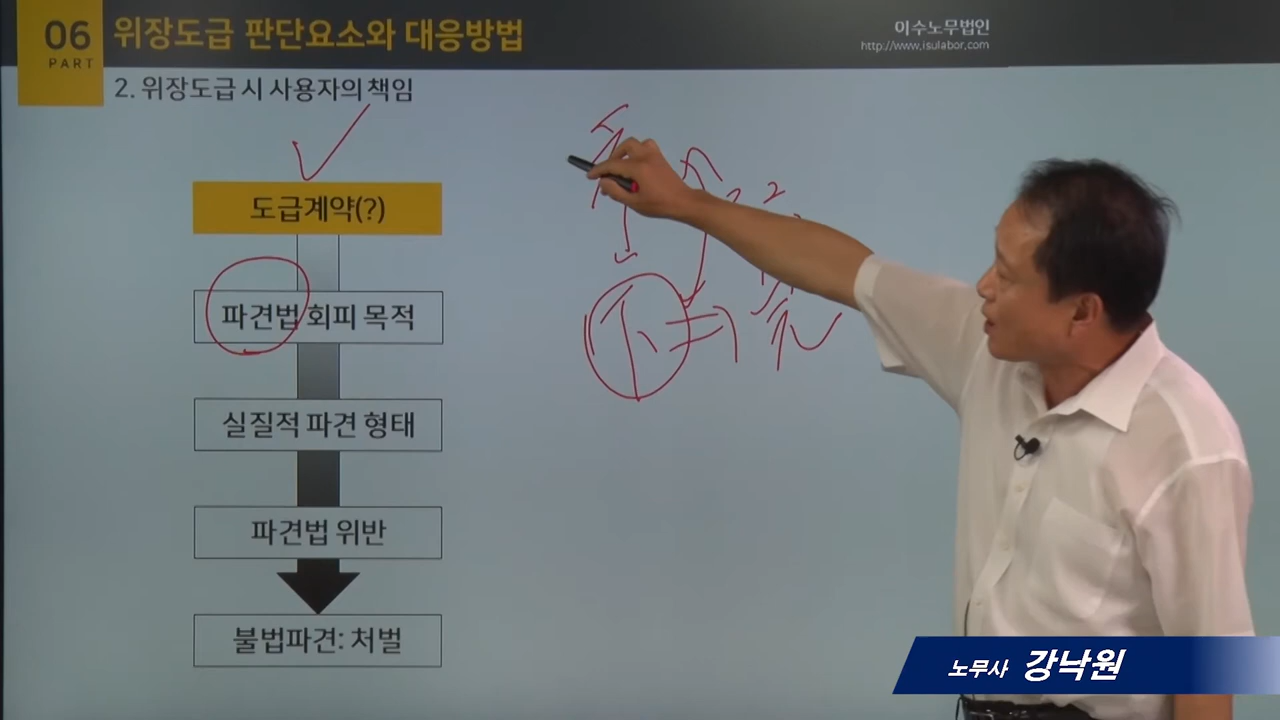 06
PART
위장도급 판단요소와 대응방법
이수노무법인
http://www.isulabor.com
2. 위장도급 시 사용자의 책임
도급계약(?)
파견법 회피 목적
실질적 파견 형태
파견법 위반
불법파견: 처벌
노무사 강낙원